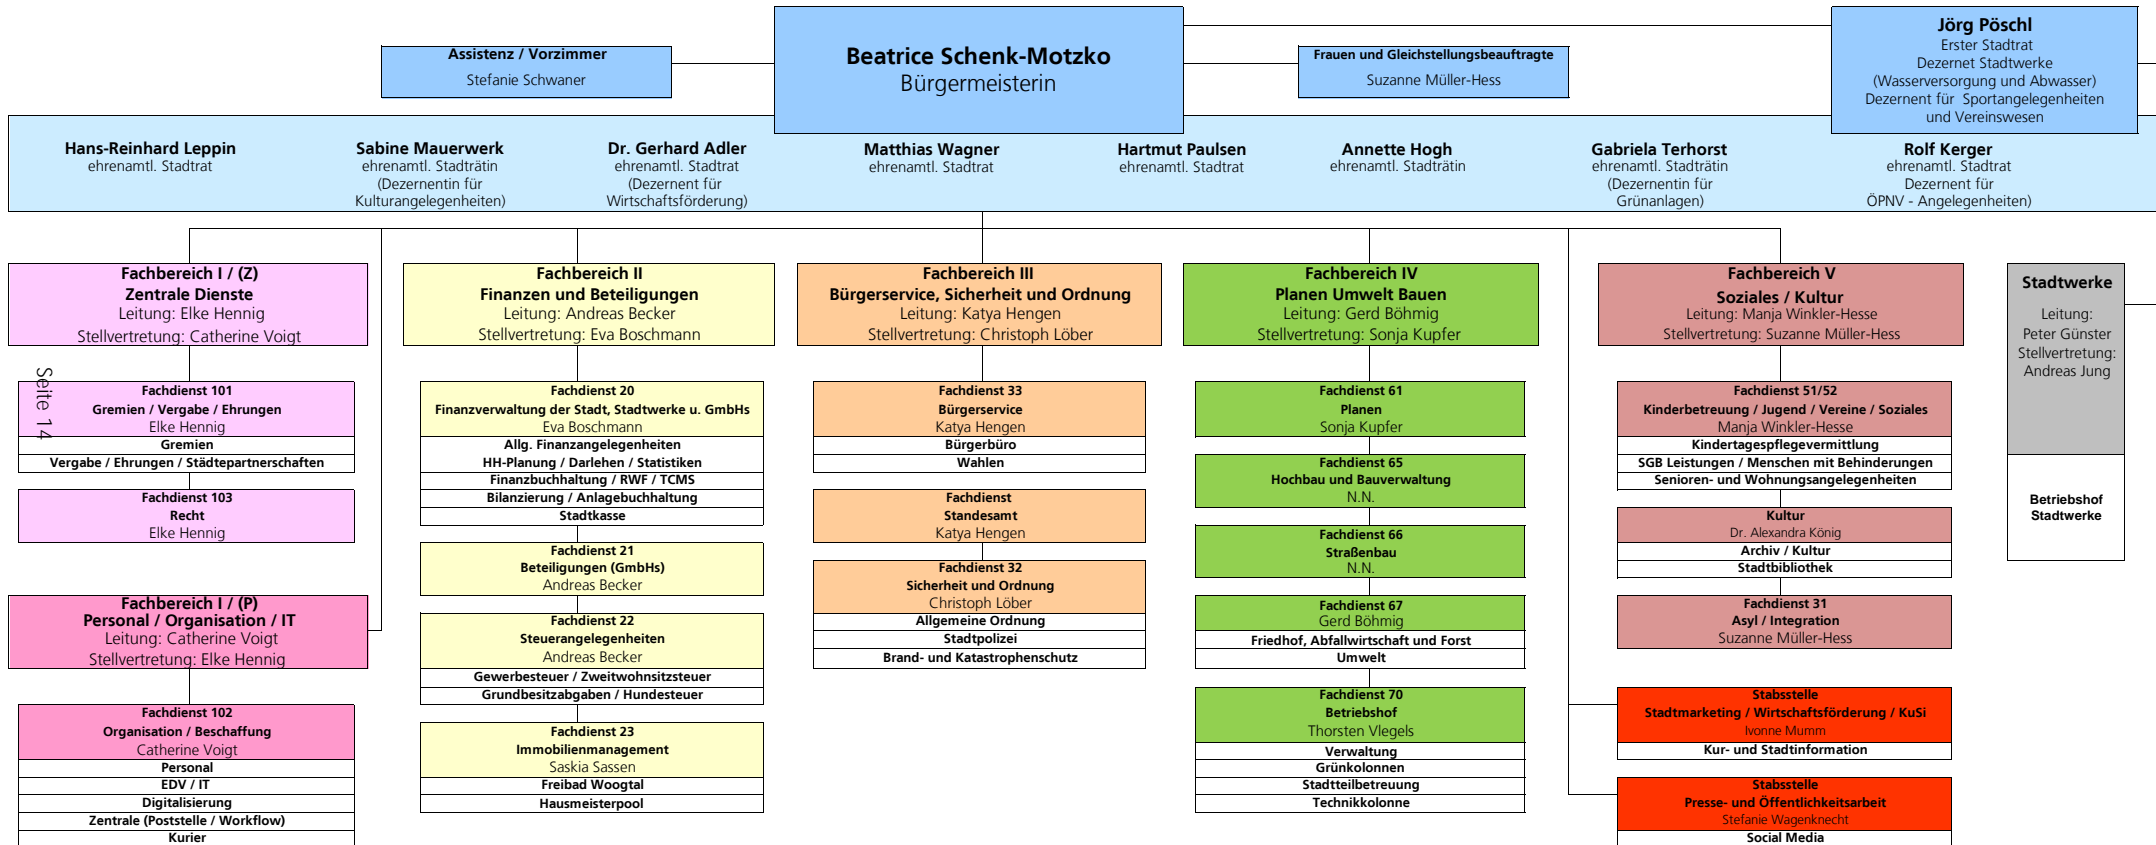 Beatrice Schenk-Motzko
Bürgermeisterin
Assistenz / Vorzimmer
Stefanie Schwaner
Frauen und Gleichstellungsbeauftragte
Suzanne Müller-Hess
Jörg Pöschl
Erster Stadtrat
Dezernet Stadtwerke
(Wasserversorgung und Abwasser)
Dezernent für Sportangelegenheiten
und Vereinswesen
Hans-Reinhard Leppin
ehrenamtl. Stadtrat
Sabine Mauerwerk
ehrenamtl. Stadträtin
(Dezernentin für
Kulturangelegenheiten)
Dr. Gerhard Adler
ehrenamtl. Stadtrat
(Dezernent für
Wirtschaftsförderung)
Matthias Wagner
ehrenamtl. Stadtrat
Hartmut Paulsen
ehrenamtl. Stadtrat
Annette Hogh
ehrenamtl. Stadträtin
Gabriela Terhorst
ehrenamtl. Stadträtin
(Dezernentin für
Grünanlagen)
Rolf Kerger
ehrenamtl. Stadtrat
Dezernent für
ÖPNV - Angelegenheiten)
Fachbereich I / (Z)
Zentrale Dienste
Leitung: Elke Hennig
Stellvertretung: Catherine Voigt
Seite 14
Fachdienst 101
Gremien / Vergabe / Ehrungen
Elke Hennig
Gremien
Vergabe / Ehrungen / Städtepartnerschaften
Fachdienst 103
Recht
Elke Hennig
Fachbereich I / (P)
Personal / Organisation / IT
Leitung: Catherine Voigt
Stellvertretung: Elke Hennig
Fachdienst 102
Organisation / Beschaffung
Catherine Voigt
Personal
EDV / IT
Digitalisierung
Zentrale (Poststelle / Workflow)
Kurier
Fachbereich II
Finanzen und Beteiligungen
Leitung: Andreas Becker
Stellvertretung: Eva Boschmann
Fachdienst 20
Finanzverwaltung der Stadt, Stadtwerke u. GmbHs
Eva Boschmann
Allg. Finanzangelegenheiten
HH-Planung / Darlehen / Statistiken
Finanzbuchhaltung / RWF / TCMS
Bilanzierung / Anlagebuchhaltung
Stadtkasse
Fachdienst 21
Beteiligungen (GmbHs)
Andreas Becker
Fachdienst 22
Steuerangelegenheiten
Andreas Becker
Gewerbesteuer / Zweitwohnsitzsteuer
Grundbesitzabgaben / Hundesteuer
Fachdienst 23
Immobilienmanagement
Saskia Sassen
Freibad Woogtal
Hausmeisterpool
Fachbereich III
Bürgerservice, Sicherheit und Ordnung
Leitung: Katya Hengen
Stellvertretung: Christoph Löber
Fachdienst 33
Bürgerservice
Katya Hengen
Bürgerbüro
Wahlen
Fachdienst
Standesamt
Katya Hengen
Fachdienst 32
Sicherheit und Ordnung
Christoph Löber
Allgemeine Ordnung
Stadtpolizei
Brand- und Katastrophenschutz
Fachbereich IV
Planen Umwelt Bauen
Leitung: Gerd Böhmig
Stellvertretung: Sonja Kupfer
Fachdienst 61
Planen
Sonja Kupfer
Fachdienst 65
Hochbau und Bauverwaltung
N.N.
Fachdienst 66
Straßenbau
N.N.
Fachdienst 67
Gerd Böhmig
Friedhof, Abfallwirtschaft und Forst
Umwelt
Fachdienst 70
Betriebshof
Thorsten Vlegels
Verwaltung
Grünkolonnen
Stadtteilbetreuung
Technikkolonne
Fachbereich V
Soziales / Kultur
Leitung: Manja Winkler-Hesse
Stellvertretung: Suzanne Müller-Hess
Fachdienst 51/52
Kinderbetreuung / Jugend / Vereine / Soziales
Manja Winkler-Hesse
Kindertagespflegevermittlung
SGB Leistungen / Menschen mit Behinderungen
Senioren- und Wohnungsangelegenheiten
Kultur
Dr. Alexandra König
Archiv / Kultur
Stadtbibliothek
Fachdienst 31
Asyl / Integration
Suzanne Müller-Hess
Stabsstelle
Stadtmarketing / Wirtschaftsförderung / KuSi
Ivonne Mumm
Kur- und Stadtinformation
Stabsstelle
Presse- und Öffentlichkeitsarbeit
Stefanie Wagenknecht
Social Media
Stadtwerke
Leitung:
Peter Günster
Stellvertretung:
Andreas Jung
Betriebshof
Stadtwerke